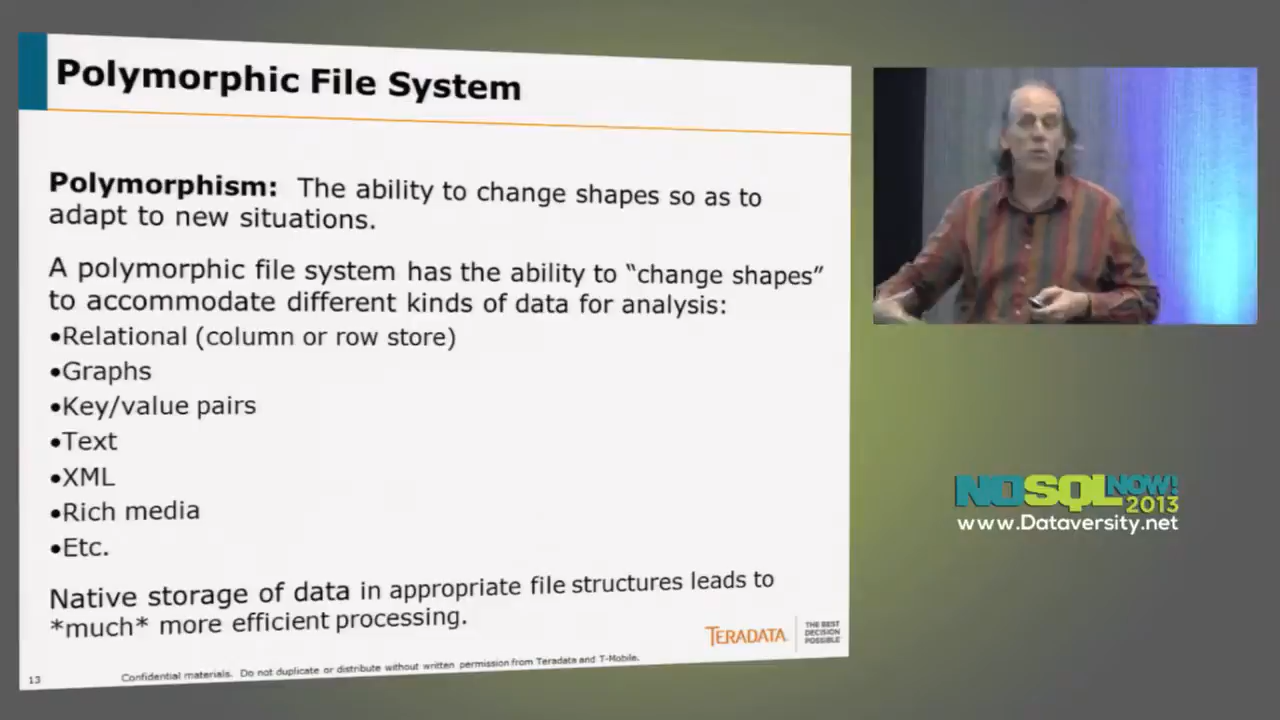 Polymorphic File System
Polymorphism: The ability to change shapes so as to
adapt to new situations.
A polymorphic file system has the ability to “change shapes”
to accommodate different kinds of data for analysis:
•Relational (column or row store)
•Graphs
•Key/value pairs
•Text
•XML
•Rich media
•Etc.
Native storage of data in appropriate file structures leads to
*much* more efficient processing.
TERADATA
THE BEST
DECISION
POSSIBLE
13
Confidential materials. Do not duplicate or distribute without written permission from Teradata and T-Mobile.
NOSQLNOW!
2013
www.Dataversity.net